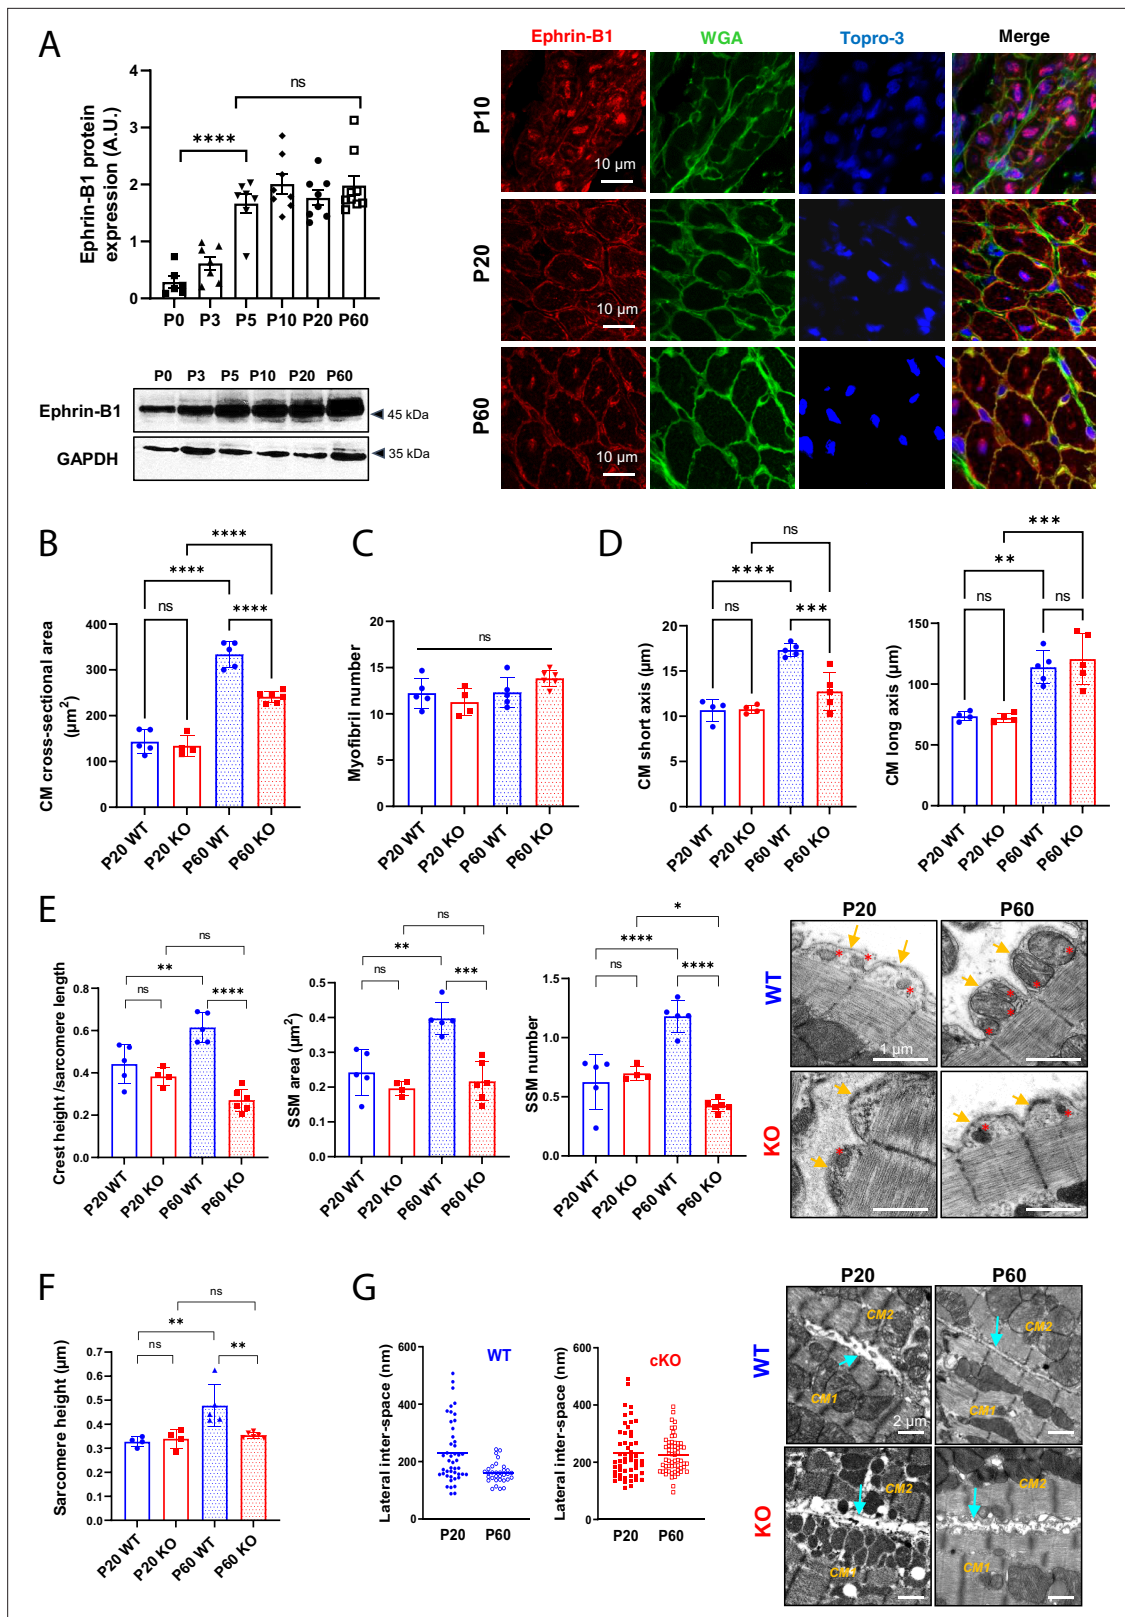 A
Ephrin-B1 protein
expression (A.U.)
4
3
2
1
0
****
ns
P0 P3 P5 P10 P20 P60
P0 P3 P5 P10 P20 P60
Ephrin-B1
45 kDa
GAPDH
35 kDa
Ephrin-B1 WGA Topro-3 Merge
P10
10 µm
P20
10 µm
P60
10 µm
B
CM cross-sectional area
(µm²)
400
300
200
100
0
ns
****
****
****
P20 WT P20 KO P60 WT P60 KO
C
Myofibril number
20
15
10
5
0
ns
P20 WT P20 KO P60 WT P60 KO
D
CM short axis (µm)
20
15
10
5
0
ns
****
ns
***
P20 WT P20 KO P60 WT P60 KO
CM long axis (µm)
150
100
50
0
***
**
ns
ns
P20 WT P20 KO P60 WT P60 KO
E
Crest height /sarcomere length
0.8
0.6
0.4
0.2
0.0
ns
**
ns
****
P20 WT P20 KO P60 WT P60 KO
SSM area (µm²)
0.5
0.4
0.3
0.2
0.1
0.0
ns
**
ns
***
P20 WT P20 KO P60 WT P60 KO
SSM number
1.5
1.0
0.5
0.0
*
****
ns
****
P20 WT P20 KO P60 WT P60 KO
P20 P60
WT
* * *
1 µm
* * * *
KO
*
* *
F
Sarcomere height (µm)
0.7
0.6
0.5
0.4
0.3
0.2
0.1
0.0
ns
**
ns
**
P20 WT P20 KO P60 WT P60 KO
G
Lateral inter-space (nm)
600
400
200
0
WT
P20 P60
Lateral inter-space (nm)
600
400
200
0
cKO
P20 P60
P20 P60
WT
CM2
CM1
2 µm
CM2
CM1
KO
CM2
CM1
CM2
CM1